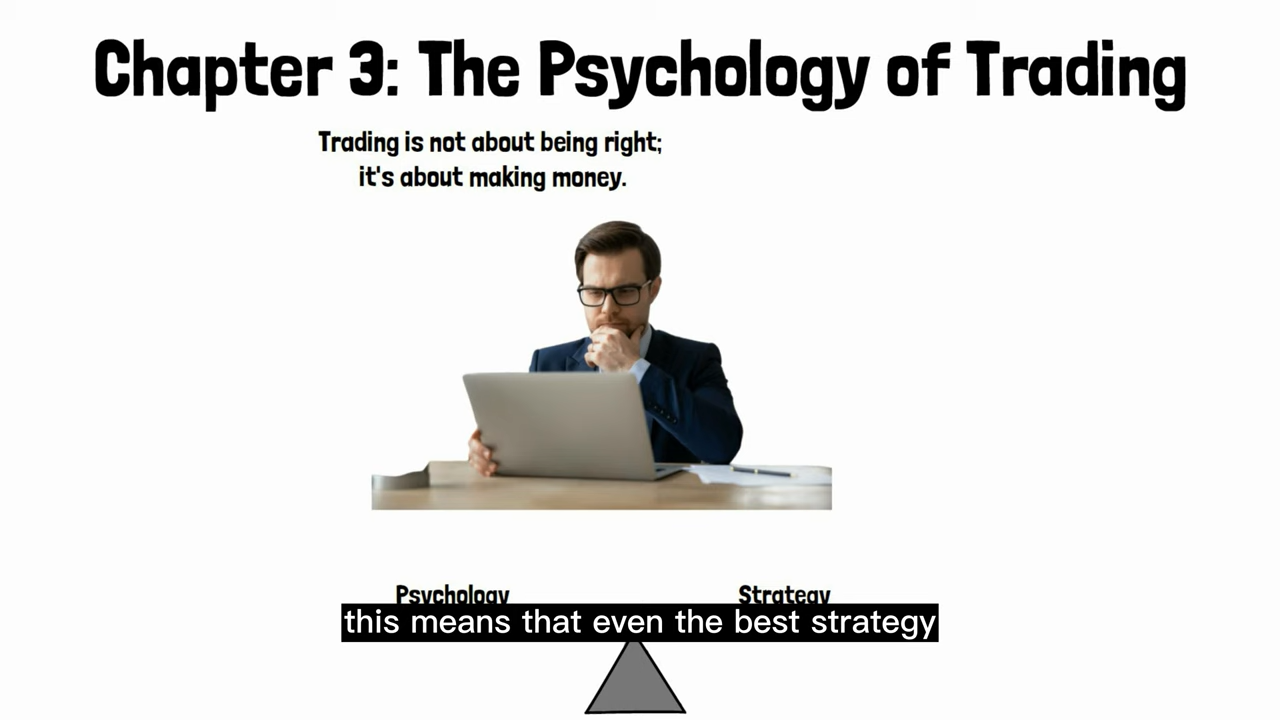 Chapter 3: The Psychology of Trading
Trading is not about being right;
it's about making money.
Psychology
Strategy
this means that even the best strategy